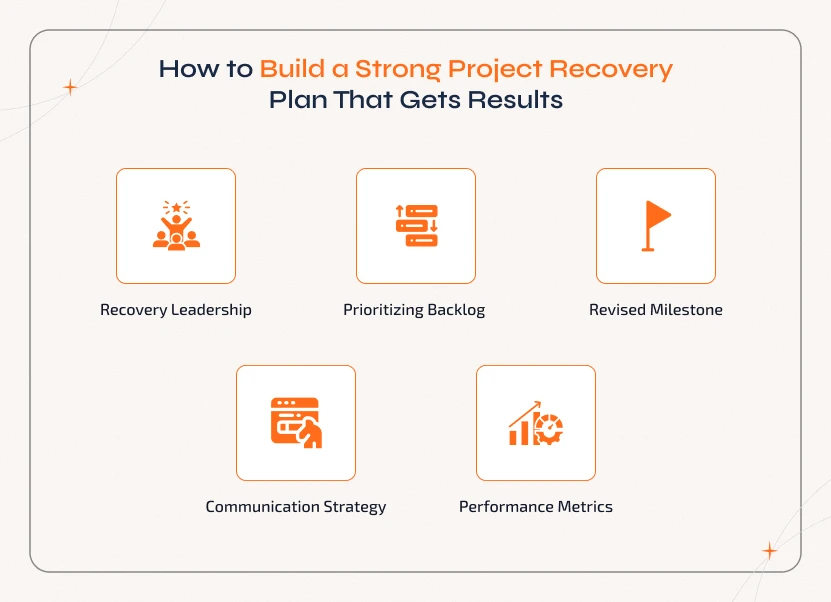 How to Build a Strong Project Recovery
Plan That Gets Results
Recovery Leadership
Prioritizing Backlog
Revised Milestone
Communication Strategy
Performance Metrics